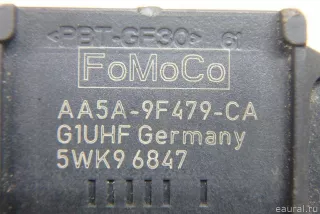 >PBT-GF30<
FoMoCo
AA5A-9F479-CA
G1UHF Germany
5WK9 6847
eaural.ru